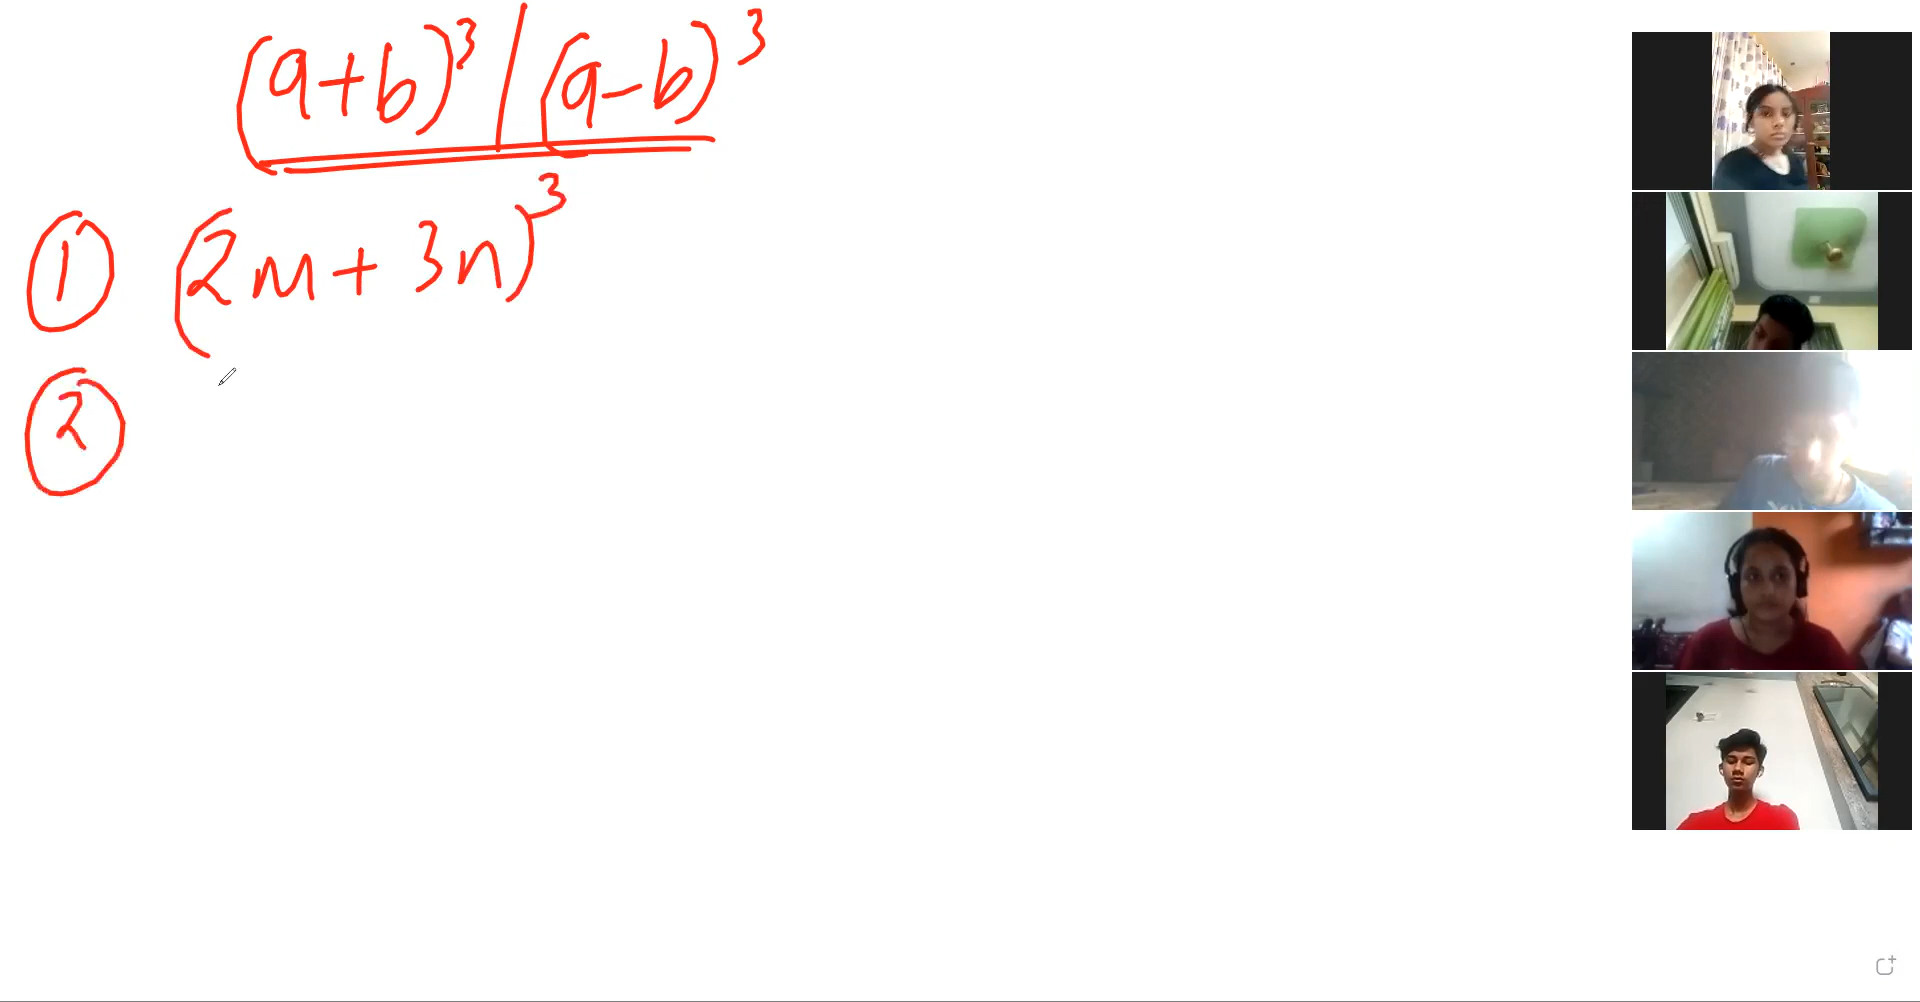 (a+b)³ | (a-b)³
① (2m + 3n)³
②